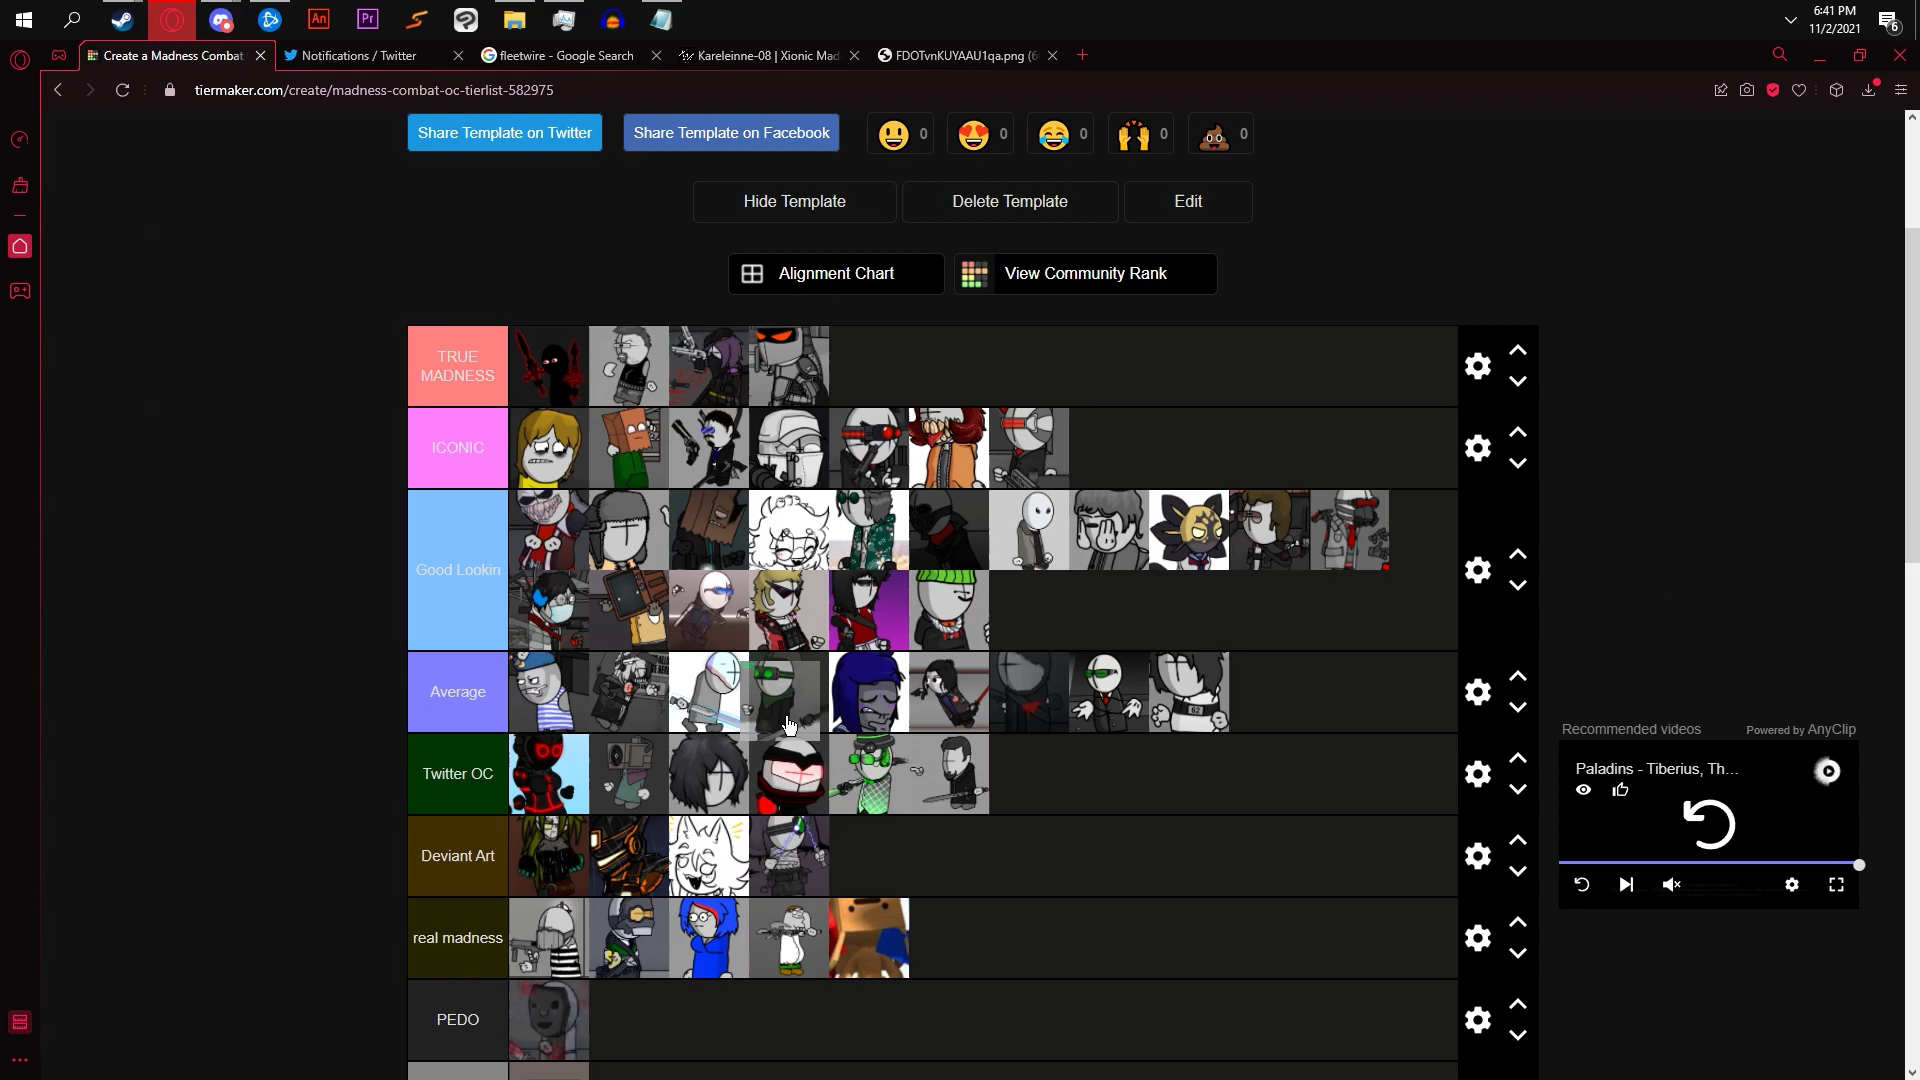 6:41 PM
11/2/2021
6
Create a Madness Combat
Notifications / Twitter
fleetwire - Google Search
Kareleinne-08 | Xionic Mad
FDOTvnKUYAAU1qa.png (6
tiermaker.com/create/madness-combat-oc-tierlist-582975
Share Template on Twitter
Share Template on Facebook
0
0
0
0
0
Hide Template
Delete Template
Edit
Alignment Chart
View Community Rank
TRUE
MADNESS
ICONIC
Good Lookin
Average
62
Twitter OC
Deviant Art
real madness
PEDO
Recommended videos
Powered by AnyClip
Paladins - Tiberius, Th...